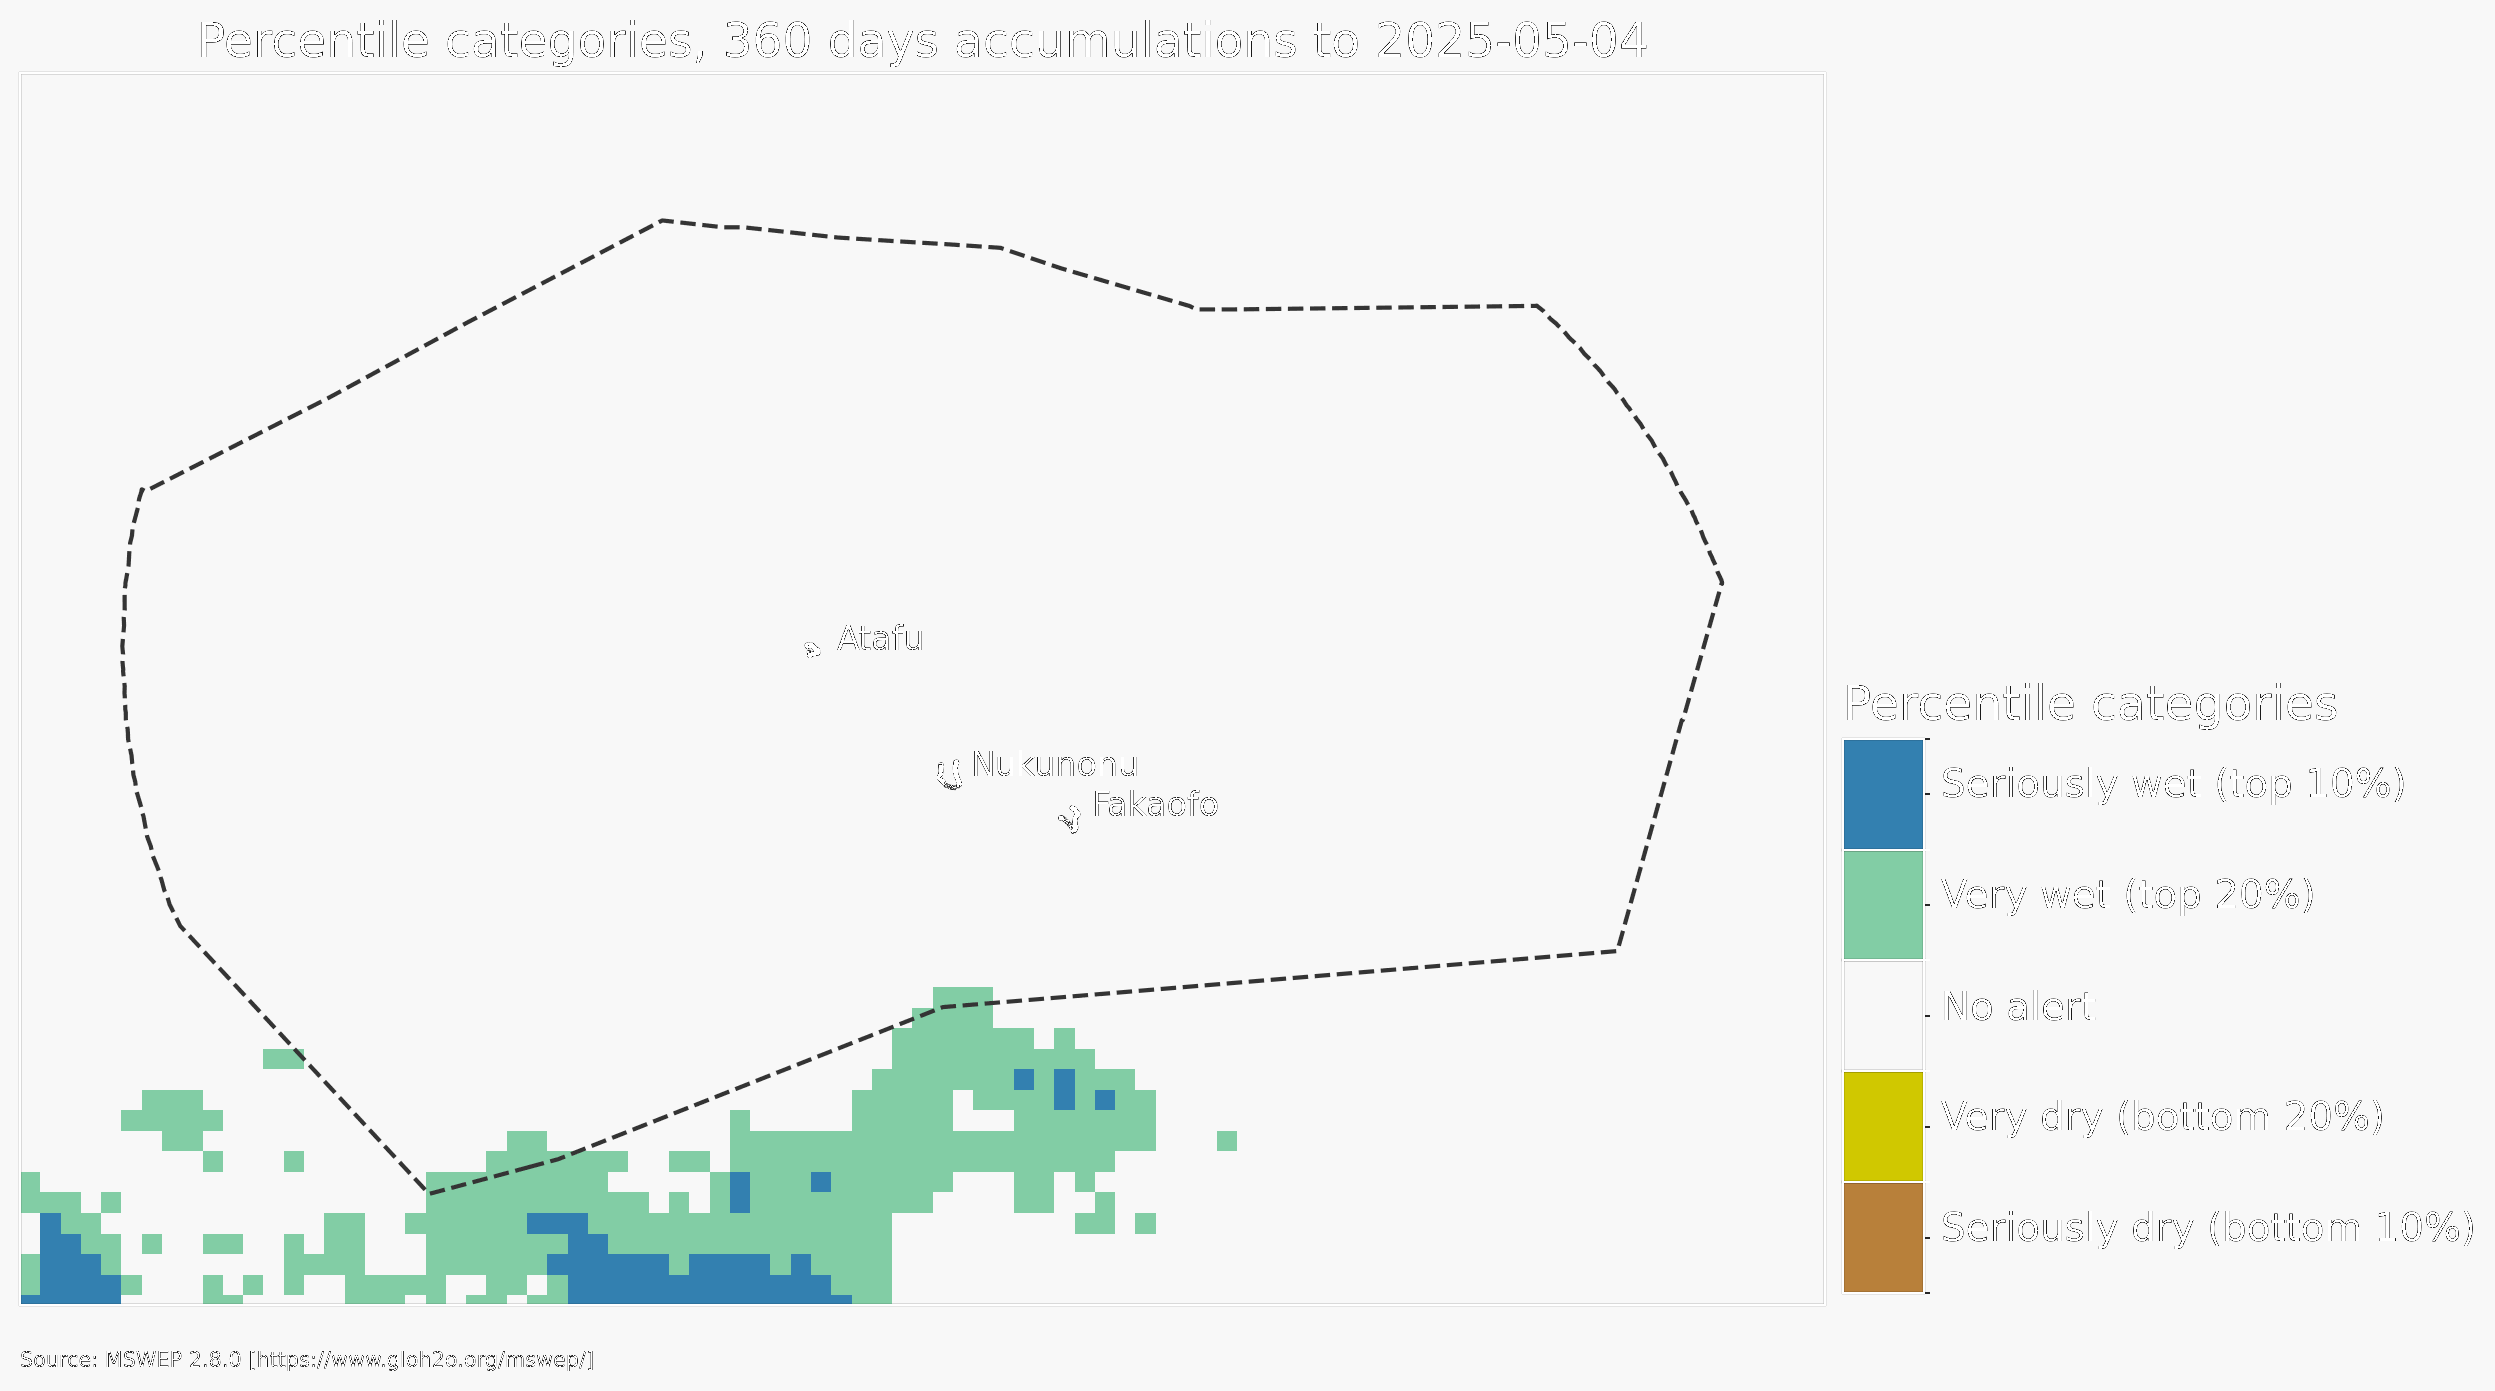 Percentile categories, 360 days accumulations to 2025-05-04
Atafu
Nukunonu
Fakaofo
Percentile categories
Seriously wet (top 10%)
Very wet (top 20%)
No alert
Very dry (bottom 20%)
Seriously dry (bottom 10%)
Source: MSWEP 2.8.0 [https://www.gloh2o.org/mswep/]